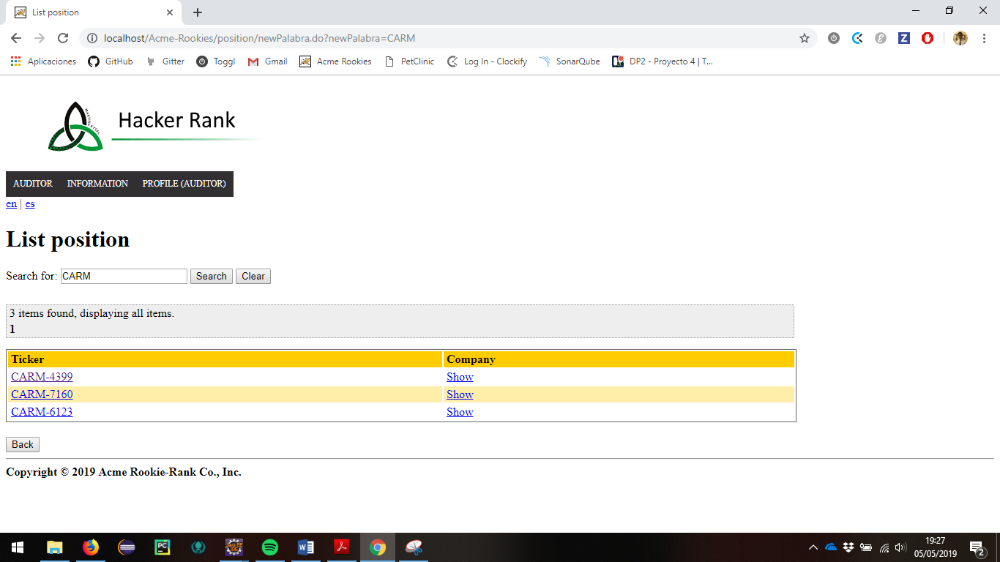 List position
localhost/Acme-Rookies/position/newPalabra.do?newPalabra=CARM
Aplicaciones GitHub Gitter Toggl Gmail Acme Rookies PetClinic Log In - Clockify SonarQube DP2 - Proyecto 4 | T...
Hacker Rank
AUDITOR INFORMATION PROFILE (AUDITOR)
en | es
List position
Search for: CARM Search Clear
3 items found, displaying all items.
1
Ticker Company
CARM-4399 Show
CARM-7160 Show
CARM-6123 Show
Back
Copyright © 2019 Acme Rookie-Rank Co., Inc.
19:27
05/05/2019
2